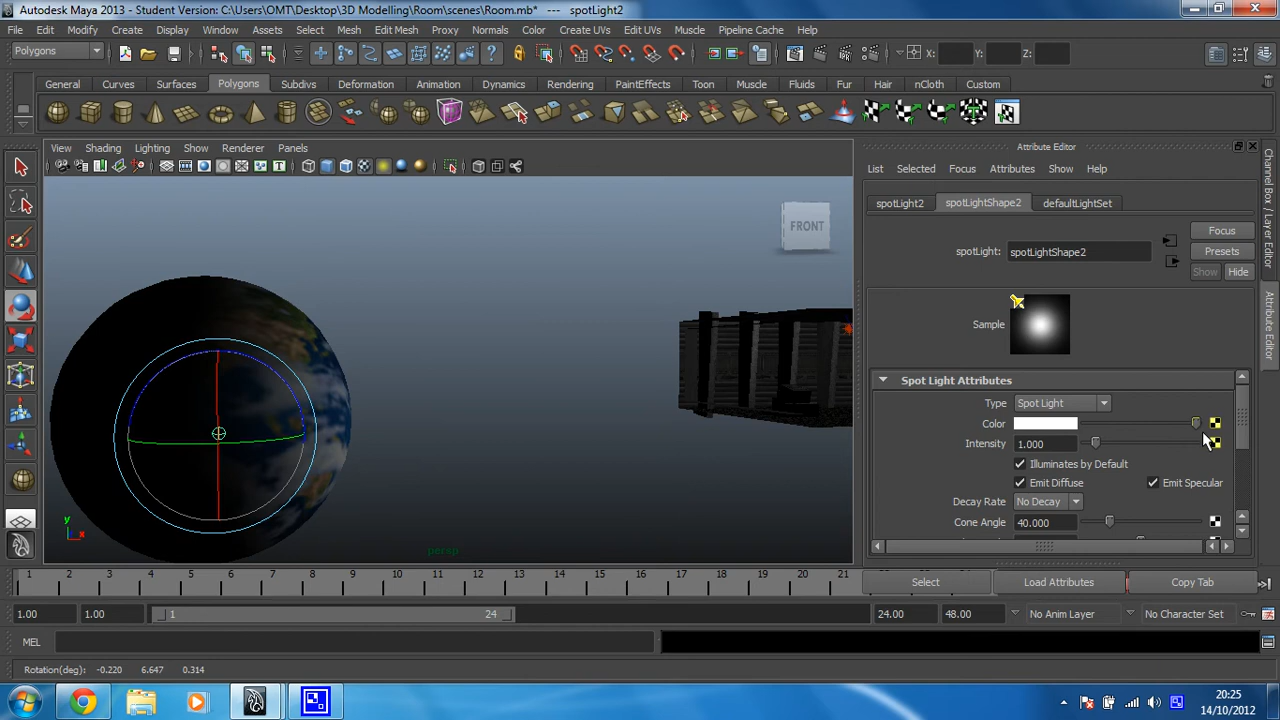 Autodesk Maya 2013 - Student Version: C:\Users\OMT\Desktop\3D Modelling\Room\scenes\Room.mb* --- spotLight2
File Edit Modify Create Display Window Assets Select Mesh Edit Mesh Proxy Normals Color Create UVs Edit UVs Muscle Pipeline Cache Help
Polygons X: Y: Z:
General Curves Surfaces Polygons Subdivs Deformation Animation Dynamics Rendering PaintEffects Toon Muscle Fluids Fur Hair nCloth Custom
View Shading Lighting Show Renderer Panels
Attribute Editor
List Selected Focus Attributes Show Help
spotLight2 spotLightShape2 defaultLightSet
Focus
spotLight: spotLightShape2 Presets
Show Hide
Sample
Spot Light Attributes
Type Spot Light
Color
Intensity 1.000
Illuminates by Default
Emit Diffuse Emit Specular
Decay Rate No Decay
Cone Angle 40.000
Select Load Attributes Copy Tab
FRONT
y
x
persp
Channel Box / Layer Editor
Attribute Editor
1 2 3 4 5 6 7 8 9 10 11 12 13 14 15 16 17 18 19 20 21
1.00 1.00 1 24 24.00 48.00 No Anim Layer No Character Set
MEL
Rotation(deg): -0.220 6.647 0.314
20:25
14/10/2012